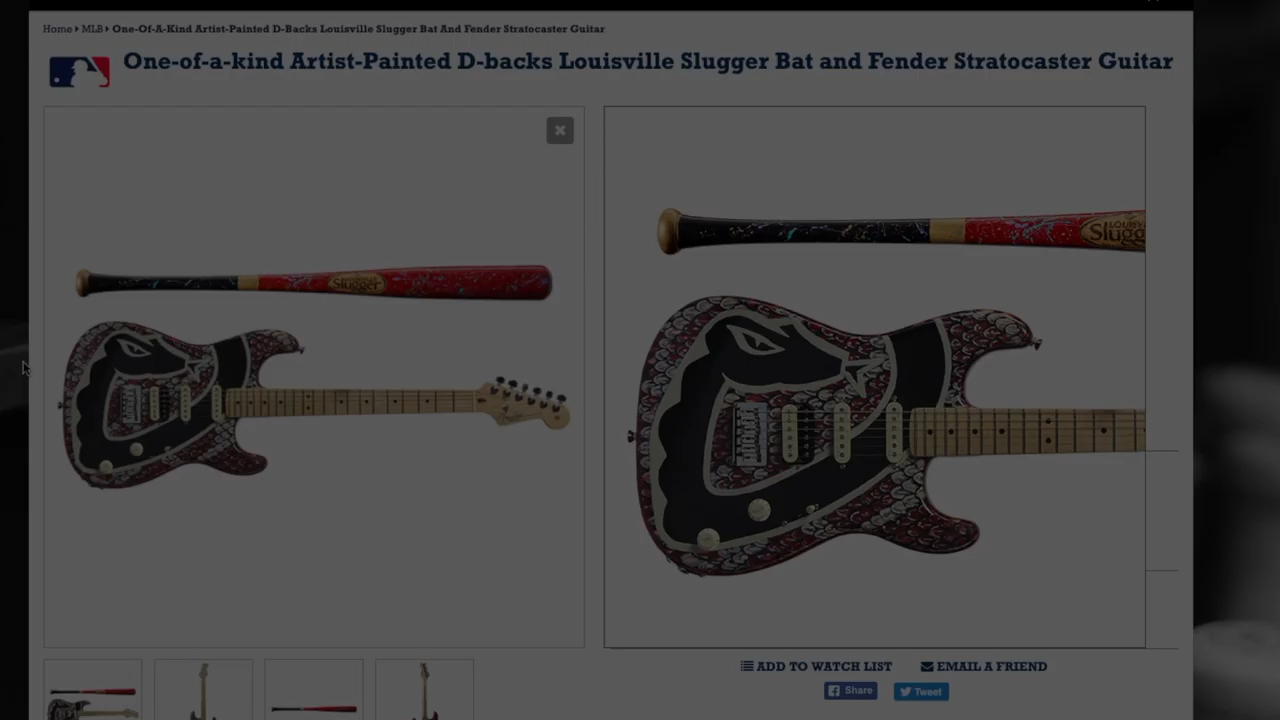 Home MLB One-Of-A-Kind Artist-Painted D-Backs Louisville Slugger Bat And Fender Stratocaster Guitar
One-of-a-kind Artist-Painted D-backs Louisville Slugger Bat and Fender Stratocaster Guitar
Slugger
ADD TO WATCH LIST EMAIL A FRIEND
Share Tweet